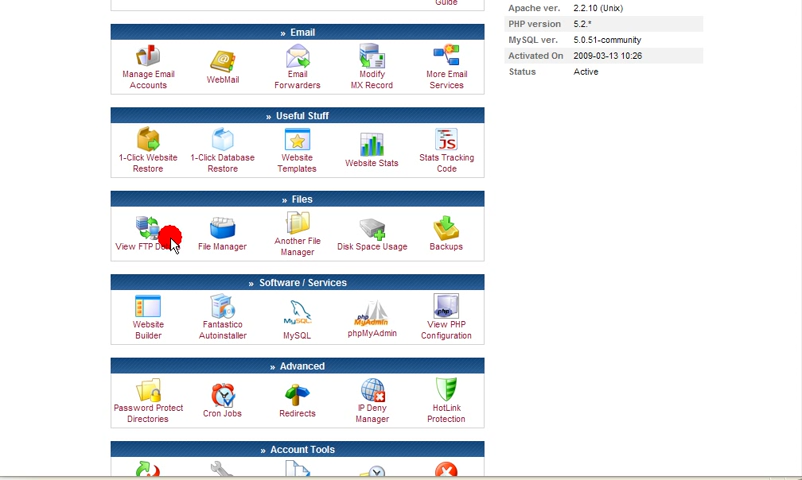 Guide
Apache ver. 2.2.10 (Unix)
PHP version 5.2.*
MySQL ver. 5.0.51-community
Activated On 2009-03-13 10:26
Status Active
» Email
Manage Email
Accounts
WebMail
Email
Forwarders
Modify
MX Record
More Email
Services
» Useful Stuff
1-Click Website
Restore
1-Click Database
Restore
Website
Templates
Website Stats
Stats Tracking
Code
JS
» Files
View FTP
File Manager
Another File
Manager
Disk Space Usage
Backups
» Software / Services
Website
Builder
Fantastico
Autoinstaller
MySQL
MySQL
php
MyAdmin
phpMyAdmin
php
View PHP
Configuration
» Advanced
Password Protect
Directories
Cron Jobs
Redirects
IP Deny
Manager
HotLink
Protection
» Account Tools